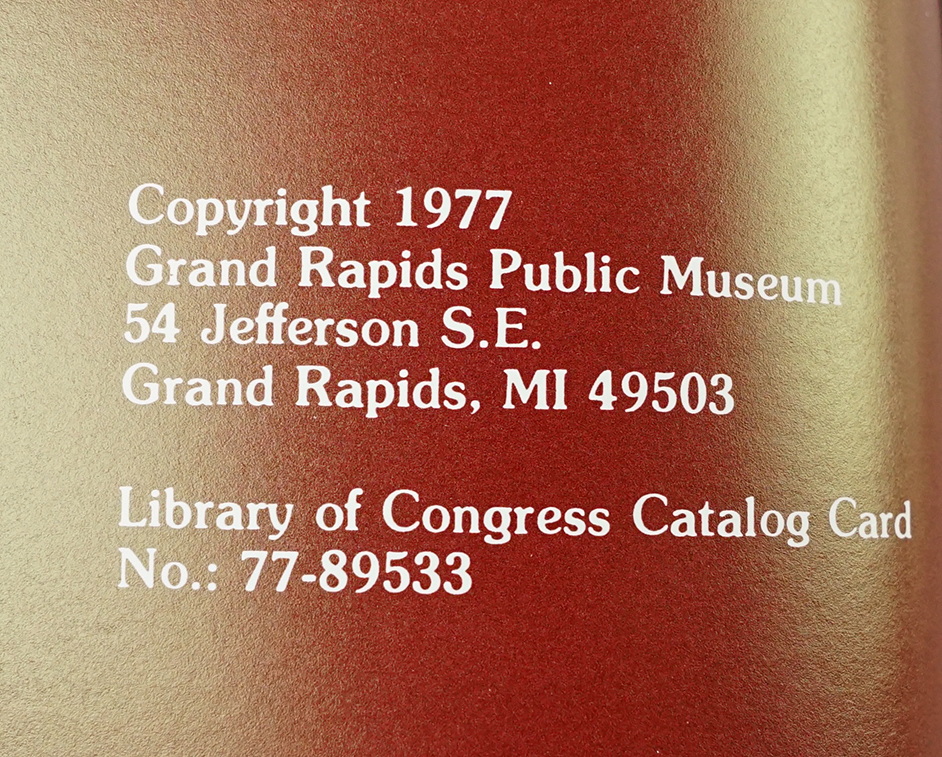 Copyright 1977
Grand Rapids Public Museum
54 Jefferson S.E.
Grand Rapids, MI 49503
Library of Congress Catalog Card
No.: 77-89533